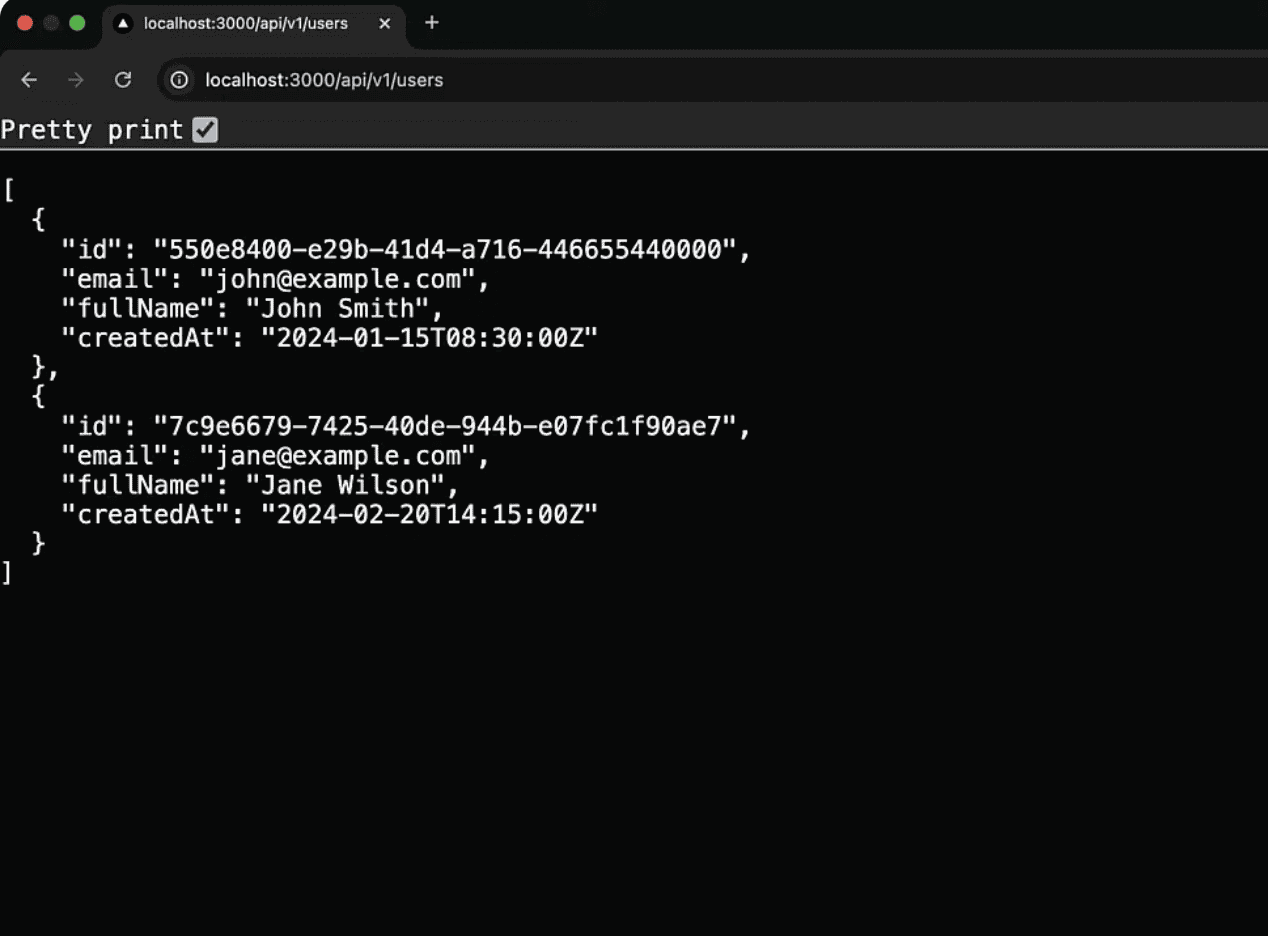 localhost:3000/api/v1/users
localhost:3000/api/v1/users
Pretty print
[
  {
    "id": "550e8400-e29b-41d4-a716-446655440000",
    "email": "john@example.com",
    "fullName": "John Smith",
    "createdAt": "2024-01-15T08:30:00Z"
  },
  {
    "id": "7c9e6679-7425-40de-944b-e07fc1f90ae7",
    "email": "jane@example.com",
    "fullName": "Jane Wilson",
    "createdAt": "2024-02-20T14:15:00Z"
  }
]